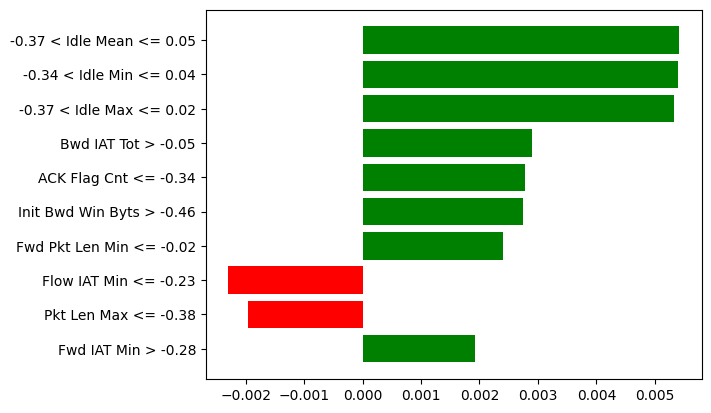 -0.37 < Idle Mean <= 0.05
-0.34 < Idle Min <= 0.04
-0.37 < Idle Max <= 0.02
Bwd IAT Tot > -0.05
ACK Flag Cnt <= -0.34
Init Bwd Win Byts > -0.46
Fwd Pkt Len Min <= -0.02
Flow IAT Min <= -0.23
Pkt Len Max <= -0.38
Fwd IAT Min > -0.28
−0.002 −0.001 0.000 0.001 0.002 0.003 0.004 0.005